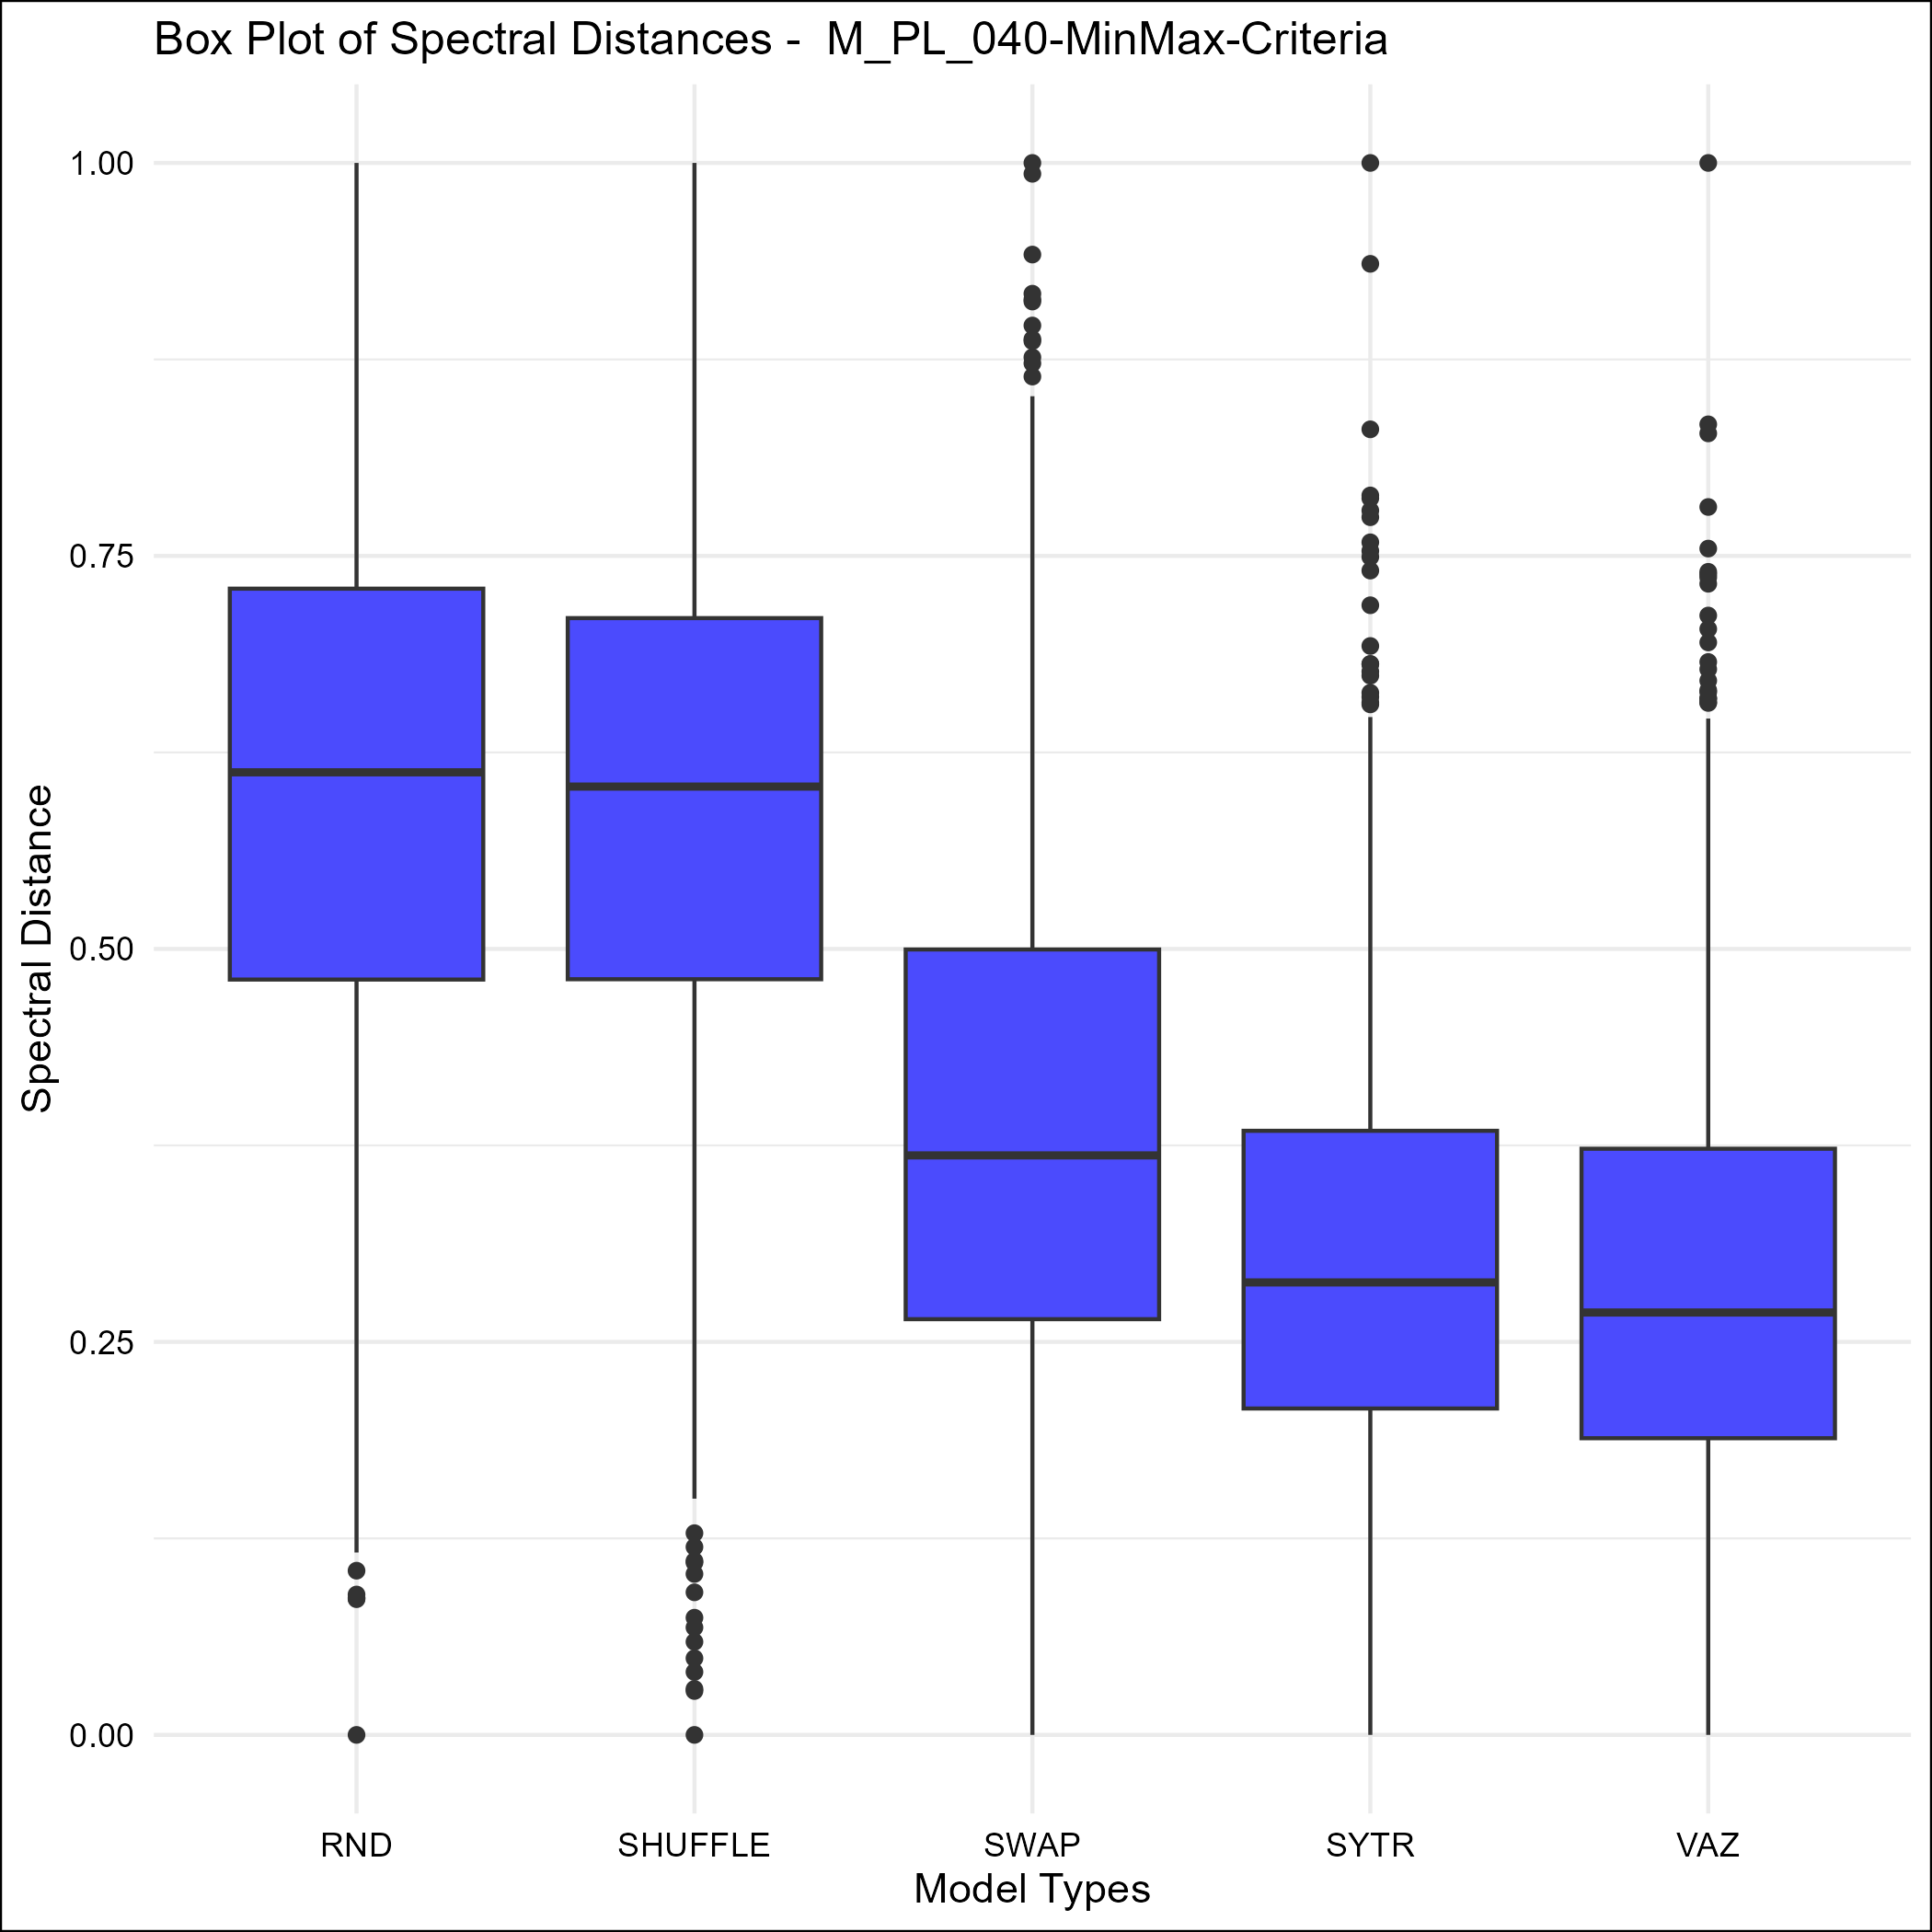 Box Plot of Spectral Distances -  M_PL_040-MinMax-Criteria
Spectral Distance
1.00
0.75
0.50
0.25
0.00
RND SHUFFLE SWAP SYTR VAZ
Model Types